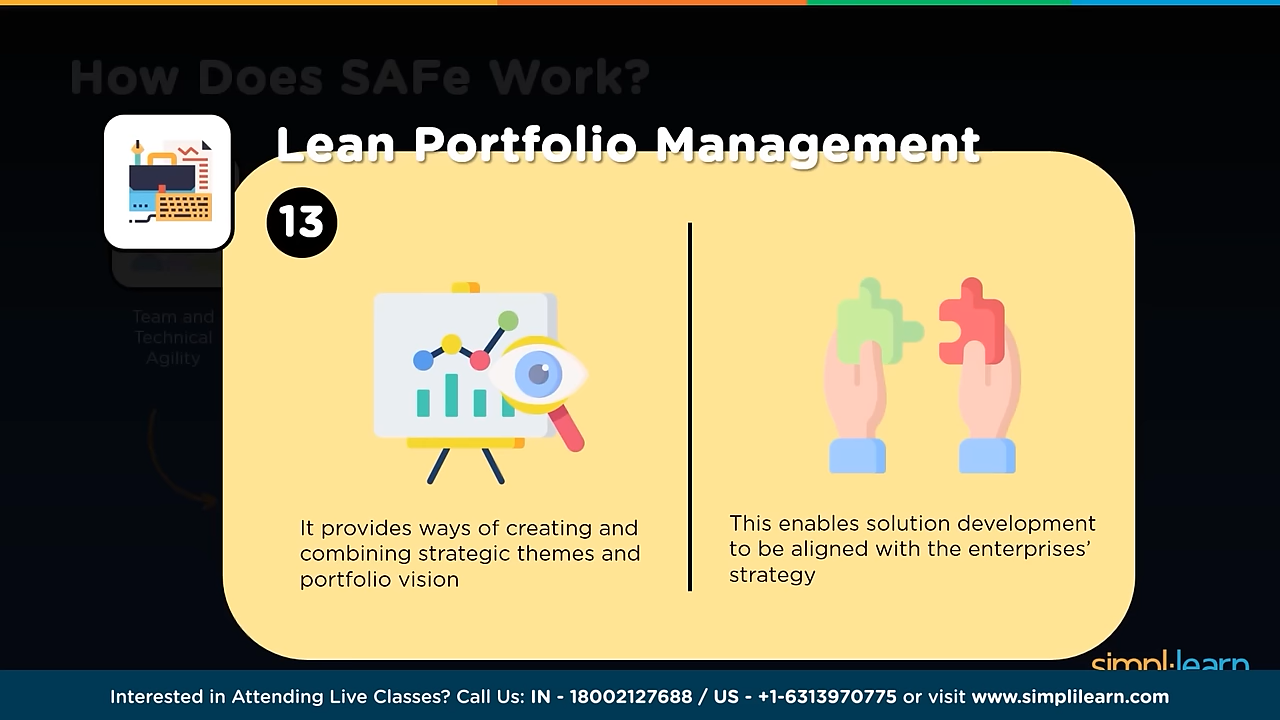 How Does SAFe Work?
Lean Portfolio Management
13
Team and
Technical
Agility
It provides ways of creating and
combining strategic themes and
portfolio vision
This enables solution development
to be aligned with the enterprises’
strategy
simpl·learn
Interested in Attending Live Classes? Call Us: IN - 18002127688 / US - +1-6313970775 or visit www.simplilearn.com